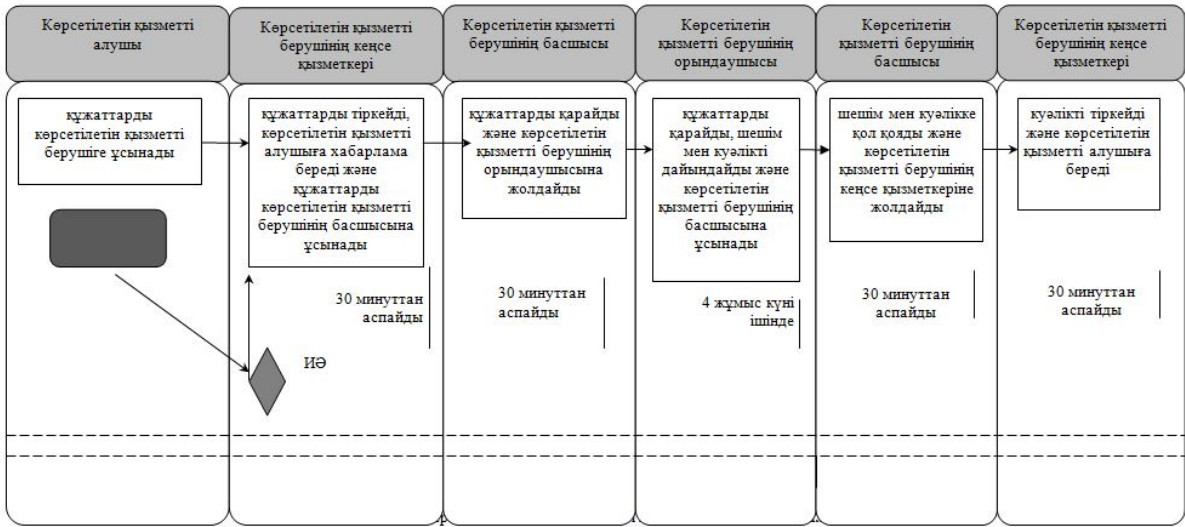 Көрсетілетін қызметті
алушы
Көрсетілетін қызметті
берушінің кеңсе
қызметкері
Көрсетілетін қызметті
берушінің басшысы
Көрсетілетін
қызметті берушінің
орындаушысы
Көрсетілетін
қызметті берушінің
басшысы
Көрсетілетін қызметті
берушінің кеңсе
қызметкері
құжаттарды
көрсетілетін қызметті
берушіге ұсынады
құжаттарды тіркейді,
көрсетілетін қызметті
алушыға хабарлама
береді және
құжаттарды
көрсетілетін қызметті
берушінің басшысына
ұсынады
құжаттарды қарайды
және көрсетілетін
қызметті берушінің
орындаушысына
жолдайды
құжаттарды
қарайды, шешім
мен куәлікті
дайындайды және
көрсетілетін
қызметті берушінің
басшысына
ұсынады
шешім мен куәлікке
қол қояды және
көрсетілетін
қызметті берушінің
кеңсе қызметкеріне
жолдайды
куәлікті тіркейді
және көрсетілетін
қызметті алушыға
береді
30 минуттан
аспайды
30 минуттан
аспайды
4 жұмыс күні
ішінде
30 минуттан
аспайды
30 минуттан
аспайды
ИӘ